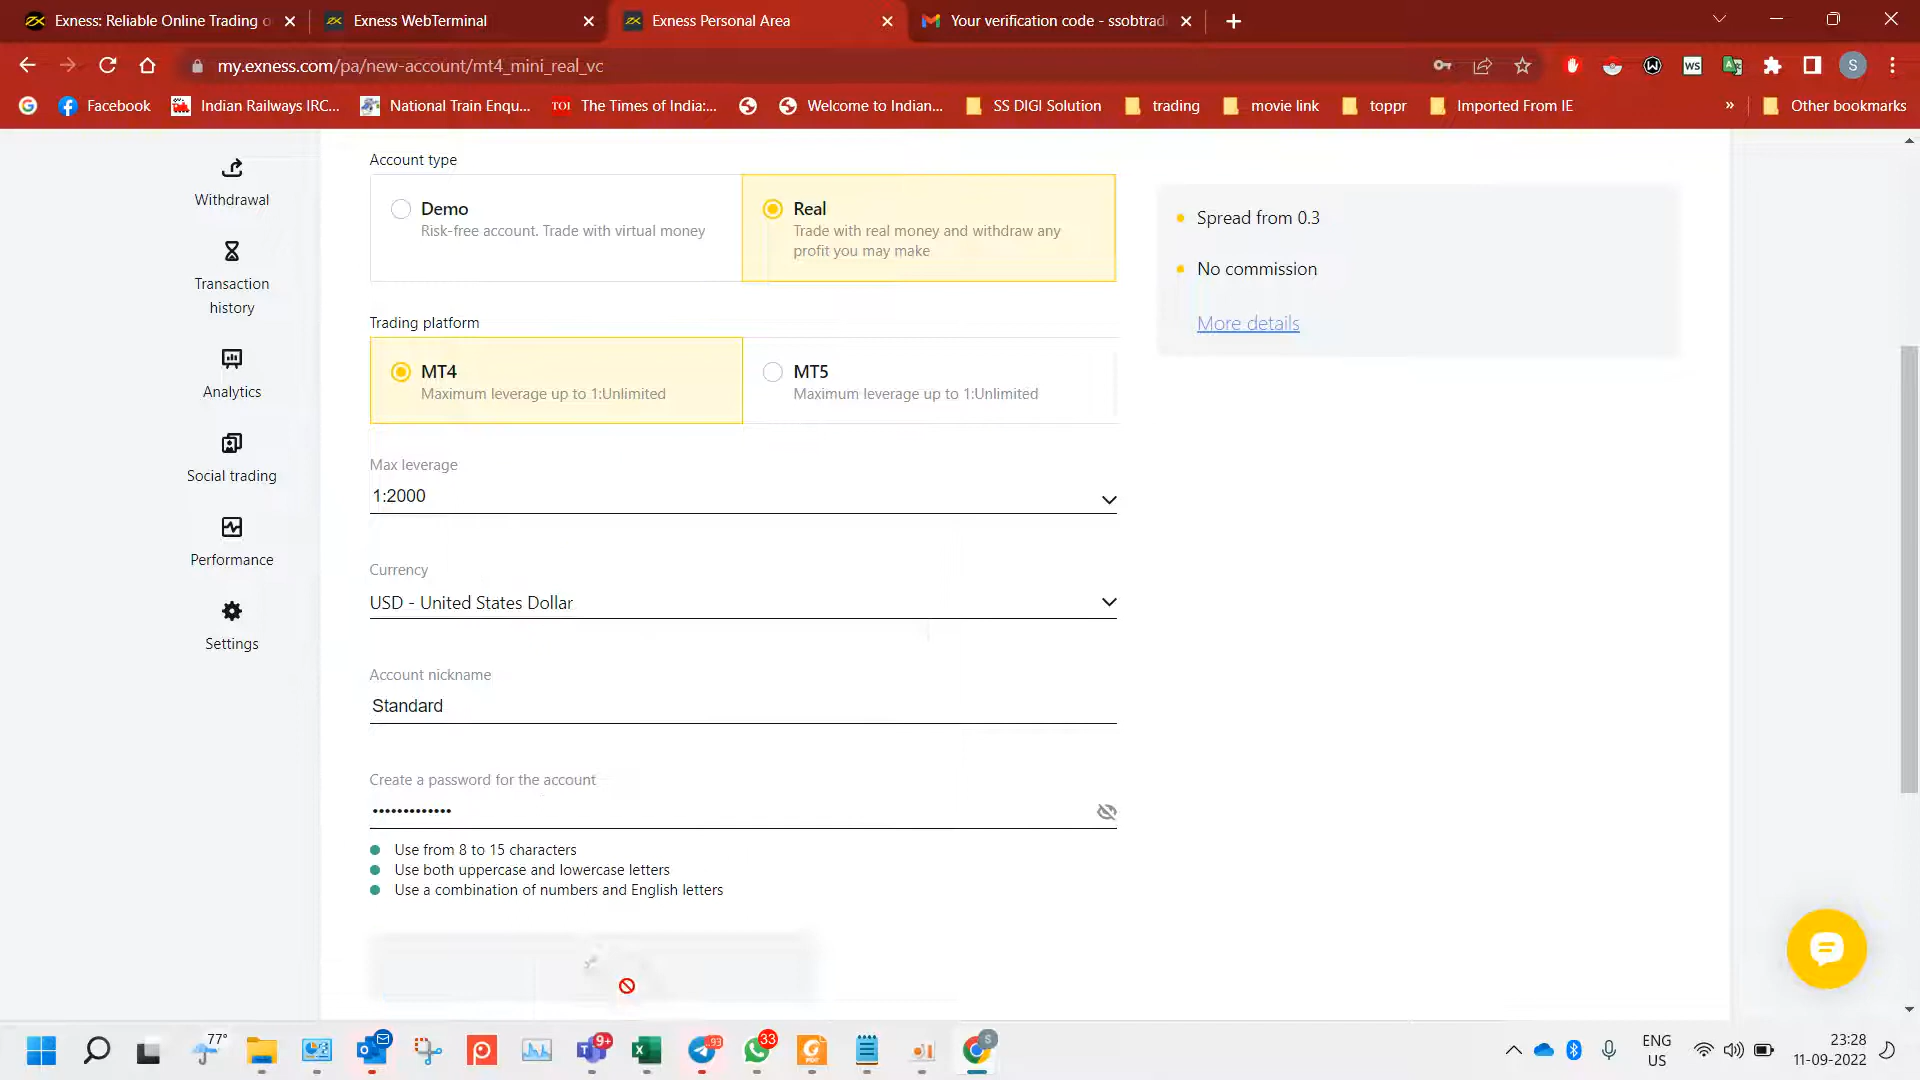 Exness: Reliable Online Trading o
Exness WebTerminal
Exness Personal Area
Your verification code - ssobtrad
my.exness.com/pa/new-account/mt4_mini_real_vc
WS
S
Facebook
Indian Railways IRC...
National Train Enqu...
TOI
The Times of India:...
Welcome to Indian...
SS DIGI Solution
trading
movie link
toppr
Imported From IE
»
Other bookmarks
Withdrawal
Transaction
history
Analytics
Social trading
Performance
Settings
Account type
Demo
Risk-free account. Trade with virtual money
Real
Trade with real money and withdraw any
profit you may make
Trading platform
MT4
Maximum leverage up to 1:Unlimited
MT5
Maximum leverage up to 1:Unlimited
Max leverage
1:2000
Currency
USD - United States Dollar
Account nickname
Standard
Create a password for the account
•••••••••••••
Use from 8 to 15 characters
Use both uppercase and lowercase letters
Use a combination of numbers and English letters
Spread from 0.3
No commission
More details
77°
9+
93
33
S
ENG
US
23:28
11-09-2022